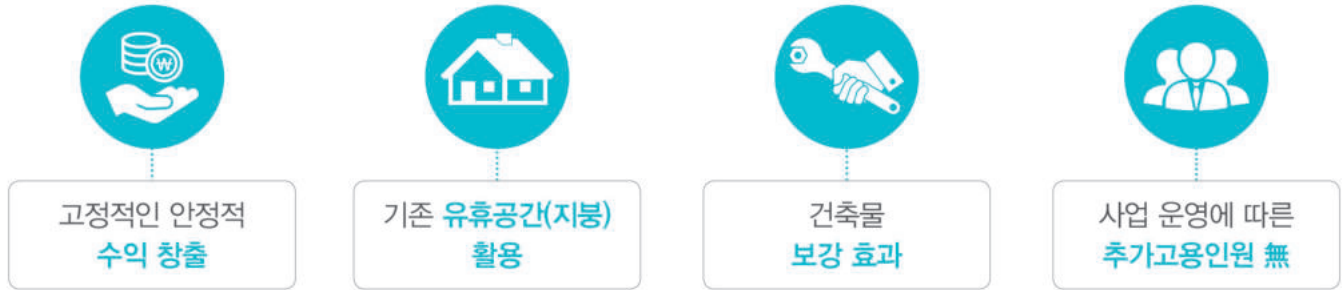 ₩
고정적인 안정적
수익 창출
기존 유휴공간(지붕)
활용
건축물
보강 효과
사업 운영에 따른
추가고용인원 無